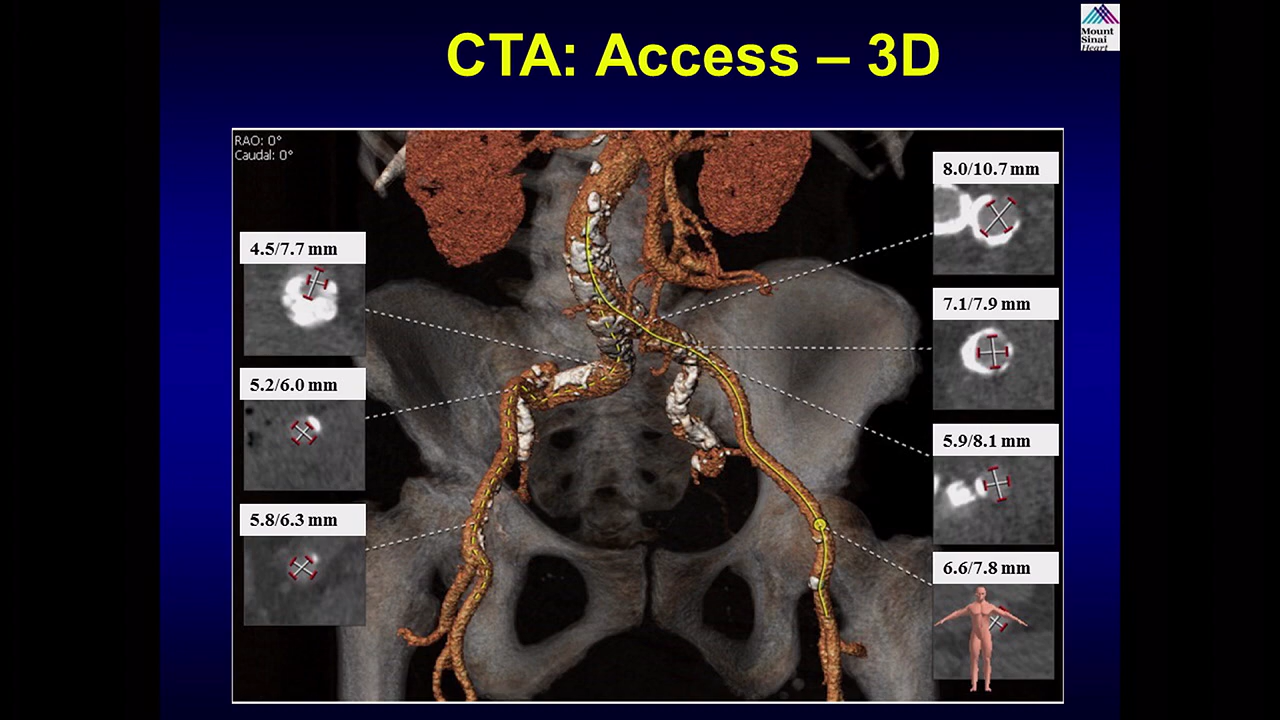 CTA: Access – 3D
Mount
Sinai
Heart
RAO: 0°
Caudal: 0°
4.5/7.7 mm
5.2/6.0 mm
5.8/6.3 mm
8.0/10.7 mm
7.1/7.9 mm
5.9/8.1 mm
6.6/7.8 mm